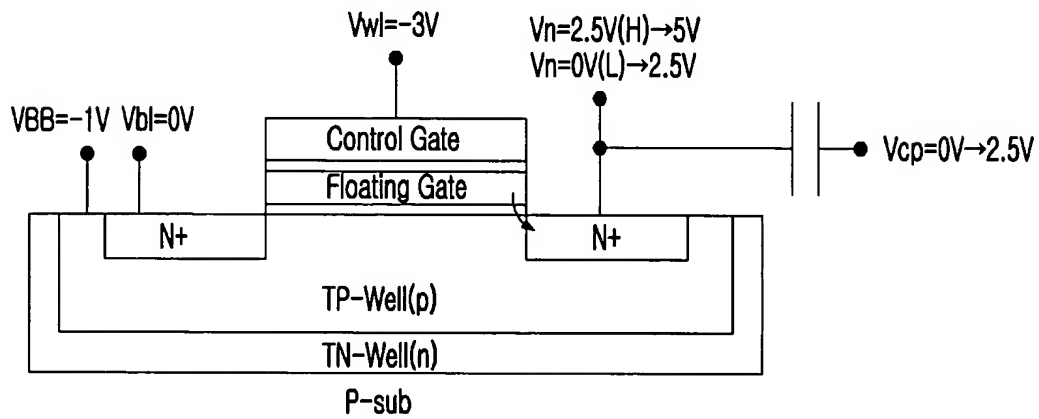 Vwl=-3V
Vn=2.5V(H)→5V
Vn=0V(L)→2.5V
VBB=-1V Vbl=0V
Control Gate
Vcp=0V→2.5V
Floating Gate
N+
N+
TP-Well(p)
TN-Well(n)
P-sub